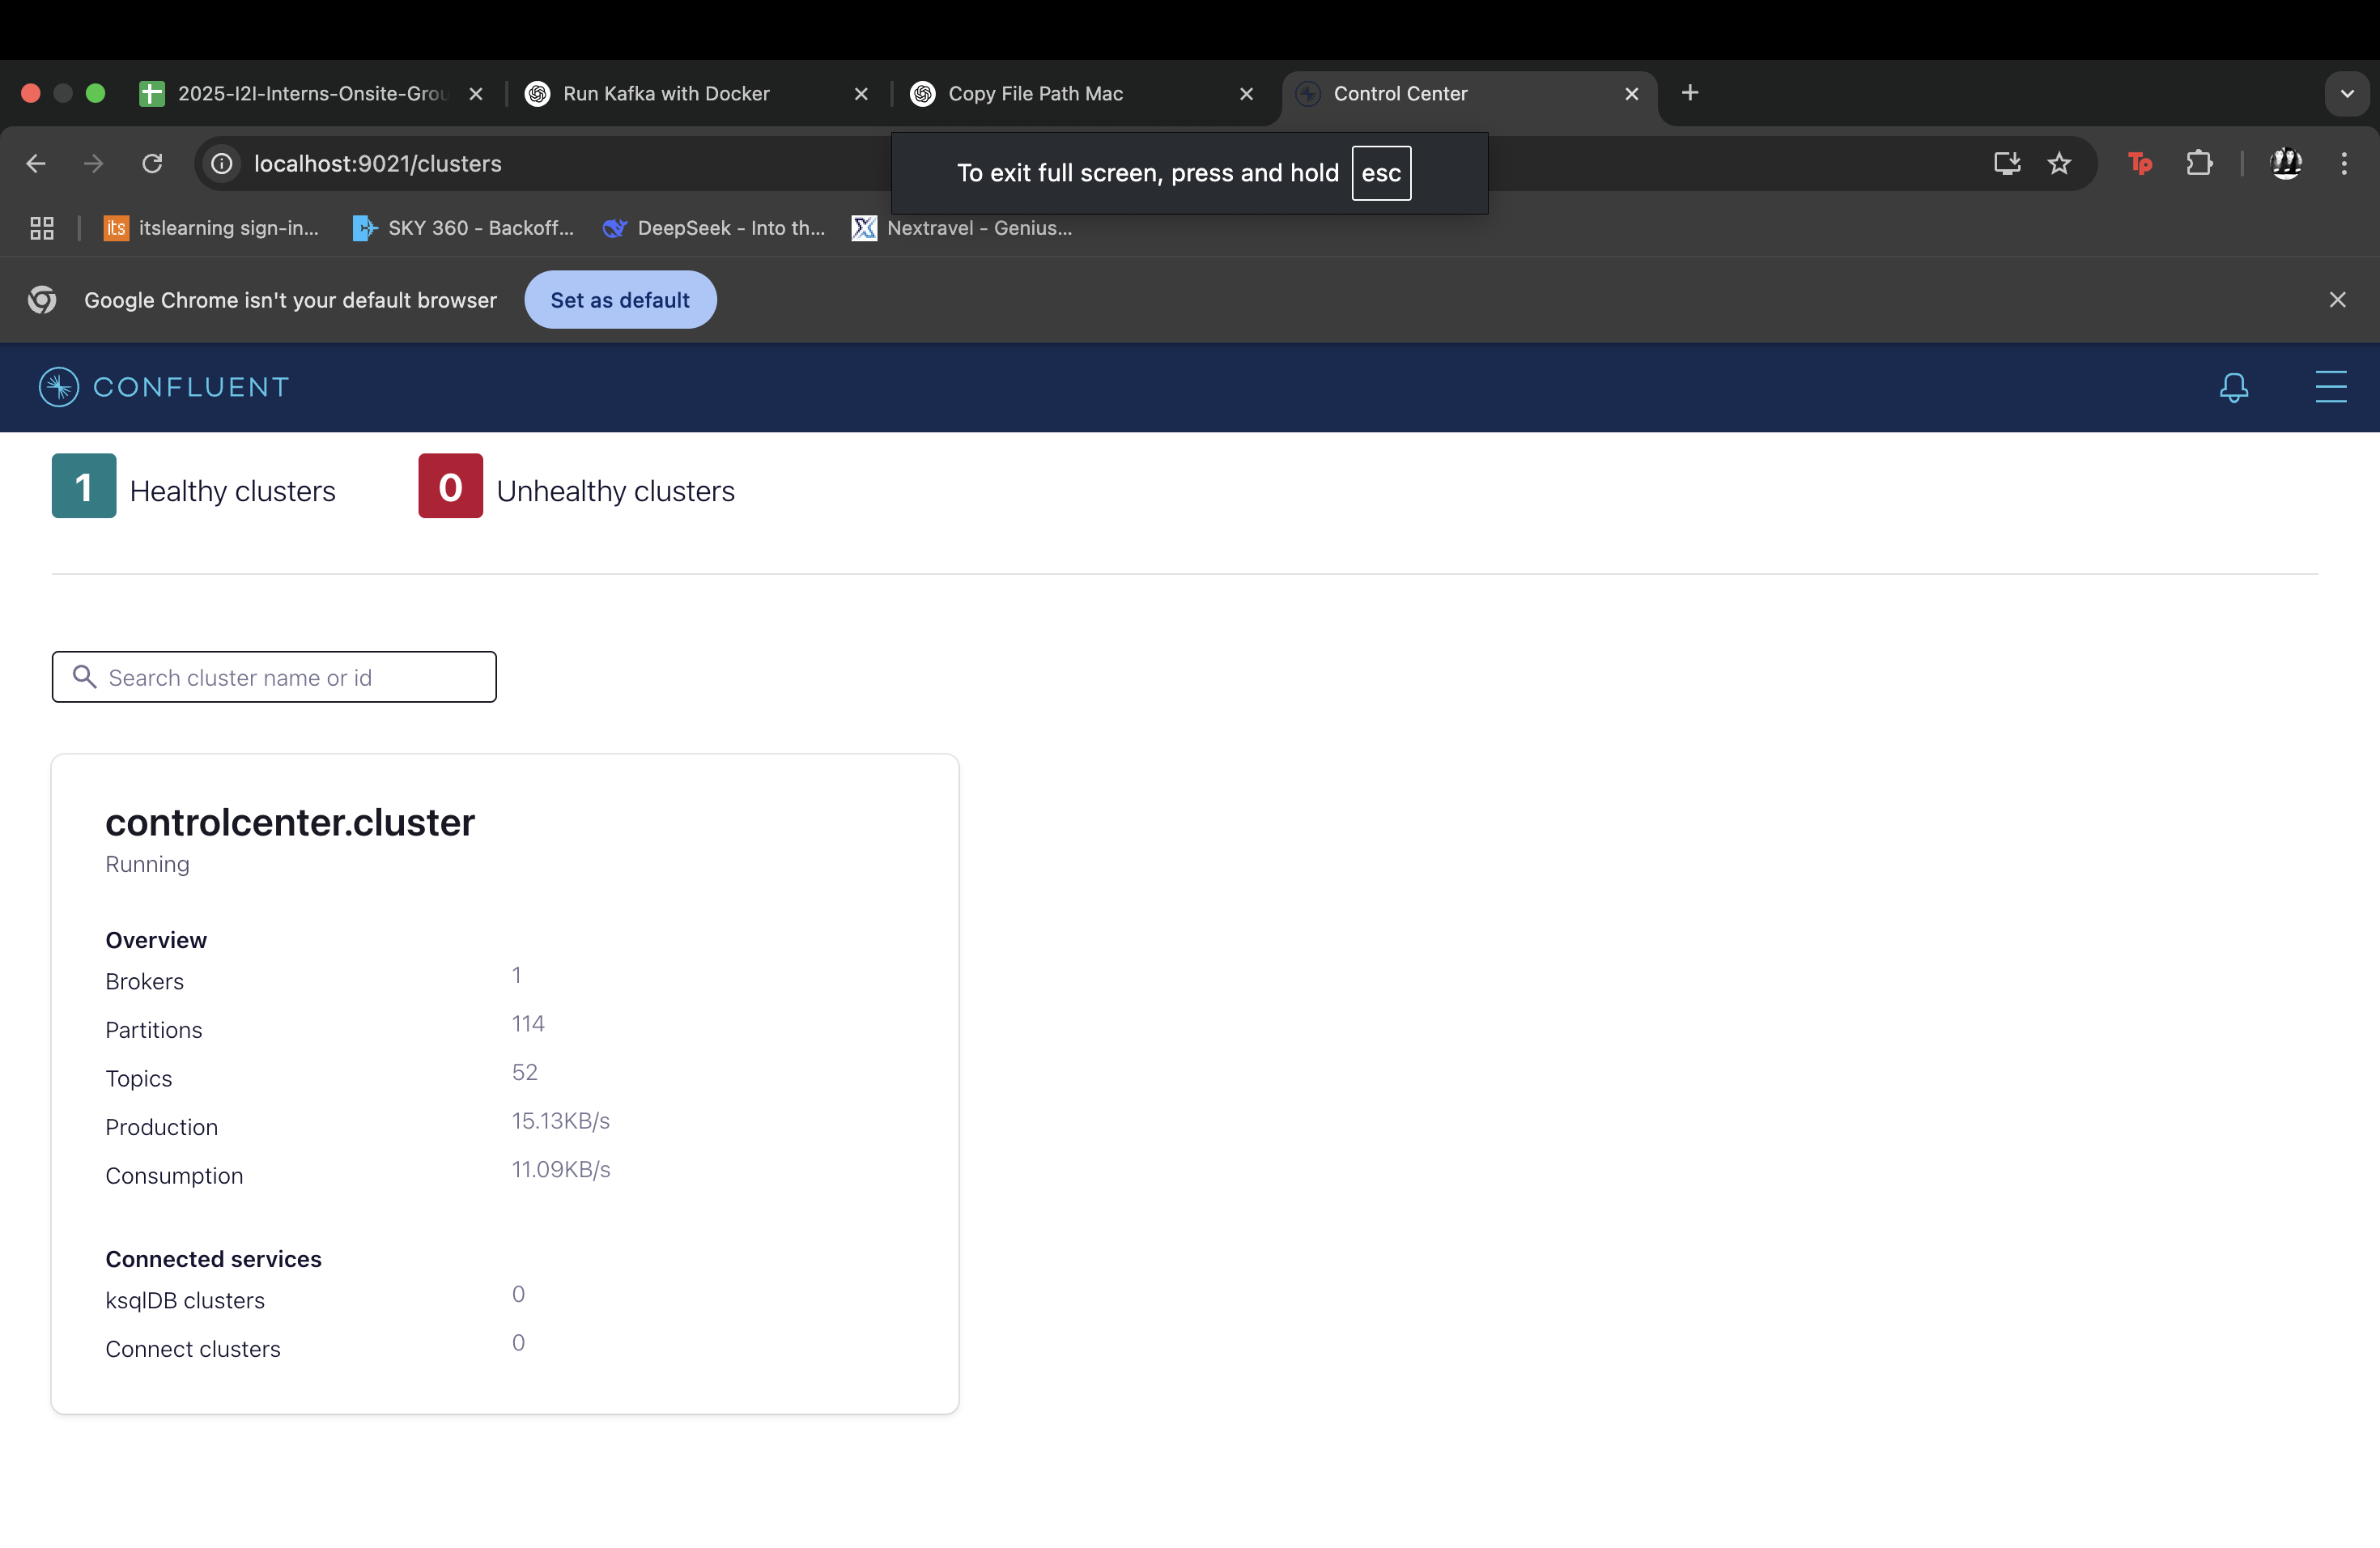 2025-I2I-Interns-Onsite-Grou
Run Kafka with Docker
Copy File Path Mac
Control Center
localhost:9021/clusters
To exit full screen, press and hold esc
Tp
its itslearning sign-in...
SKY 360 - Backoff...
DeepSeek - Into th...
Nextravel - Genius...
Google Chrome isn't your default browser
Set as default
CONFLUENT
1 Healthy clusters
0 Unhealthy clusters
Search cluster name or id
controlcenter.cluster
Running
Overview
Brokers 1
Partitions 114
Topics 52
Production 15.13KB/s
Consumption 11.09KB/s
Connected services
ksqlDB clusters 0
Connect clusters 0